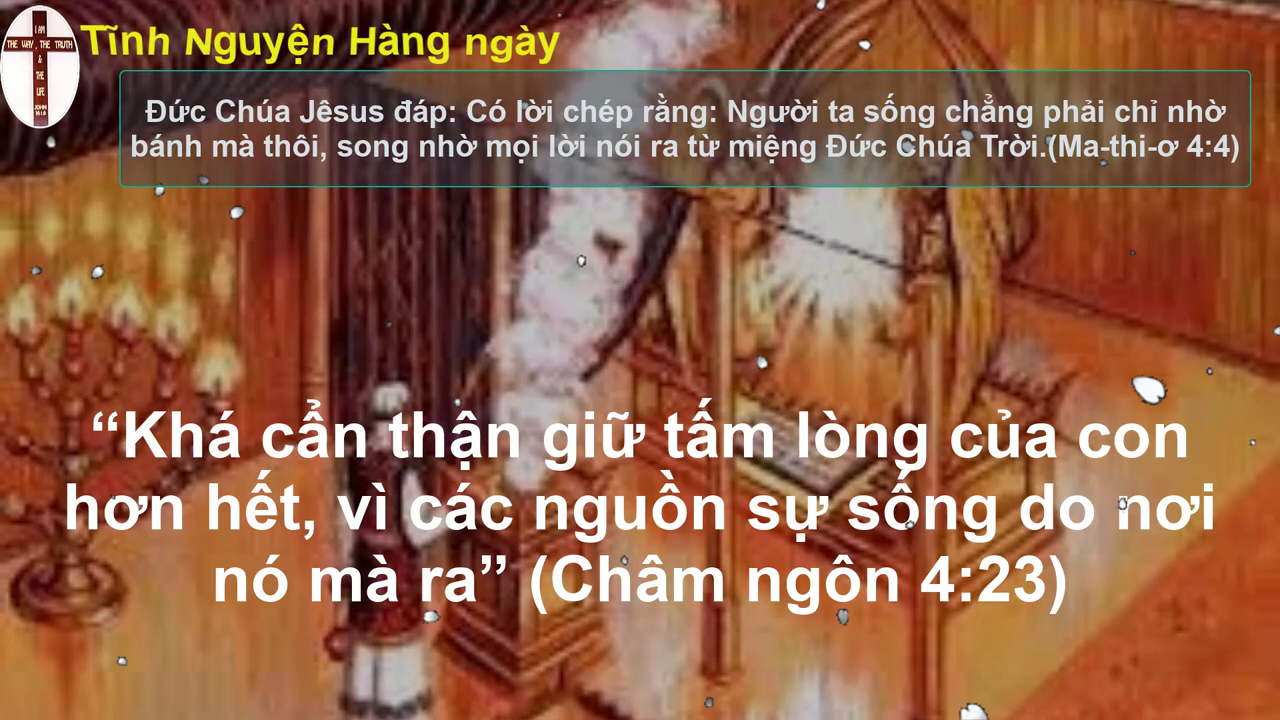 I AM
THE WAY, THE TRUTH
&
THE
LIFE
JOHN
14:6
Tĩnh Nguyện Hàng ngày
Đức Chúa Jêsus đáp: Có lời chép rằng: Người ta sống chẳng phải chỉ nhờ
bánh mà thôi, song nhờ mọi lời nói ra từ miệng Đức Chúa Trời.(Ma-thi-ơ 4:4)
“Khá cẩn thận giữ tấm lòng của con
hơn hết, vì các nguồn sự sống do nơi
nó mà ra” (Châm ngôn 4:23)